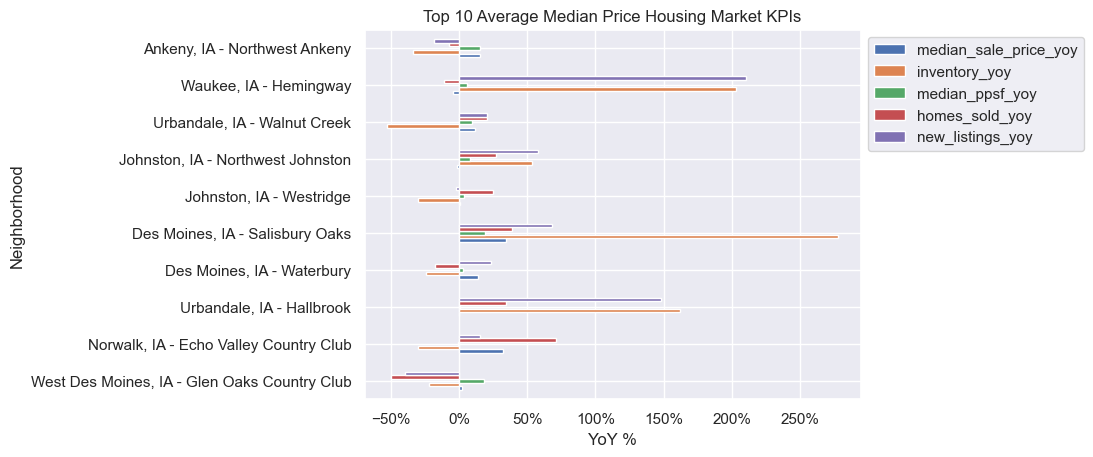 Top 10 Average Median Price Housing Market KPIs
Neighborhood
Ankeny, IA - Northwest Ankeny
Waukee, IA - Hemingway
Urbandale, IA - Walnut Creek
Johnston, IA - Northwest Johnston
Johnston, IA - Westridge
Des Moines, IA - Salisbury Oaks
Des Moines, IA - Waterbury
Urbandale, IA - Hallbrook
Norwalk, IA - Echo Valley Country Club
West Des Moines, IA - Glen Oaks Country Club
−50% 0% 50% 100% 150% 200% 250%
YoY %
median_sale_price_yoy
inventory_yoy
median_ppsf_yoy
homes_sold_yoy
new_listings_yoy